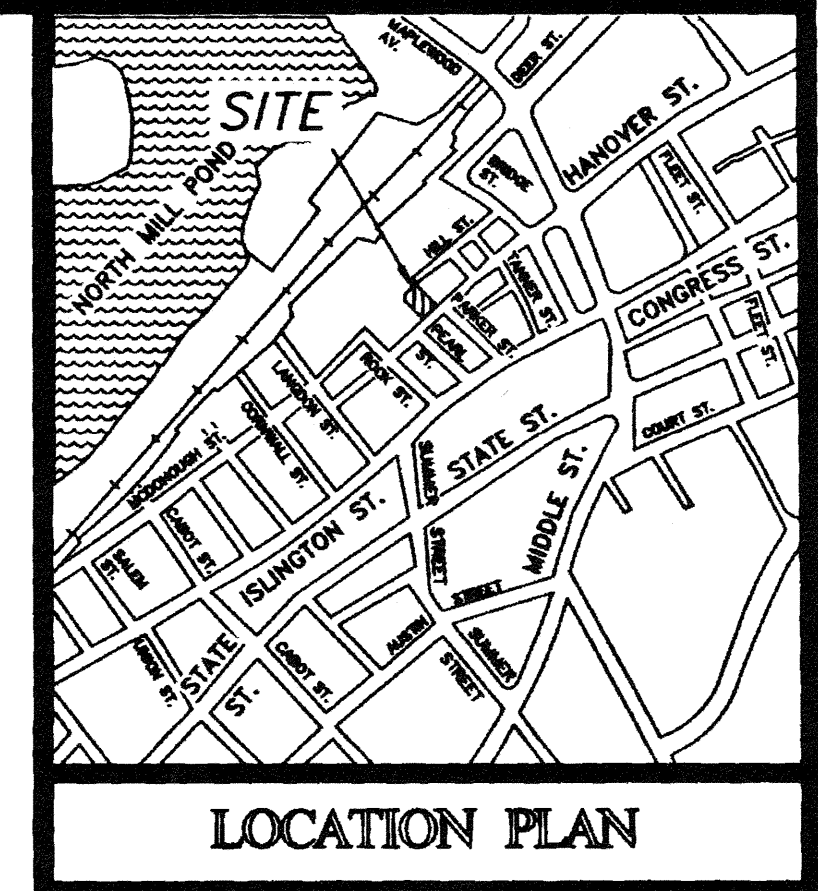 MAPLEWOOD
AV.
DEER ST.
SITE
HANOVER ST.
BRIDGE
ST.
FLEET ST.
NORTH MILL POND
HILL ST.
TANNER ST.
CONGRESS ST.
PARKER ST.
PEARL
ST.
FLEET ST.
ROCK ST.
LANGDON ST.
CORNWALL ST.
COURT ST.
STATE ST.
SUMMER
STREET
MIDDLE ST.
MCDONOUGH ST.
CABOT ST.
ISLINGTON ST.
SALEM
ST.
AUSTIN
STREET
SUMMER
STREET
UNION ST.
STATE
ST.
CABOT ST.
LOCATION PLAN